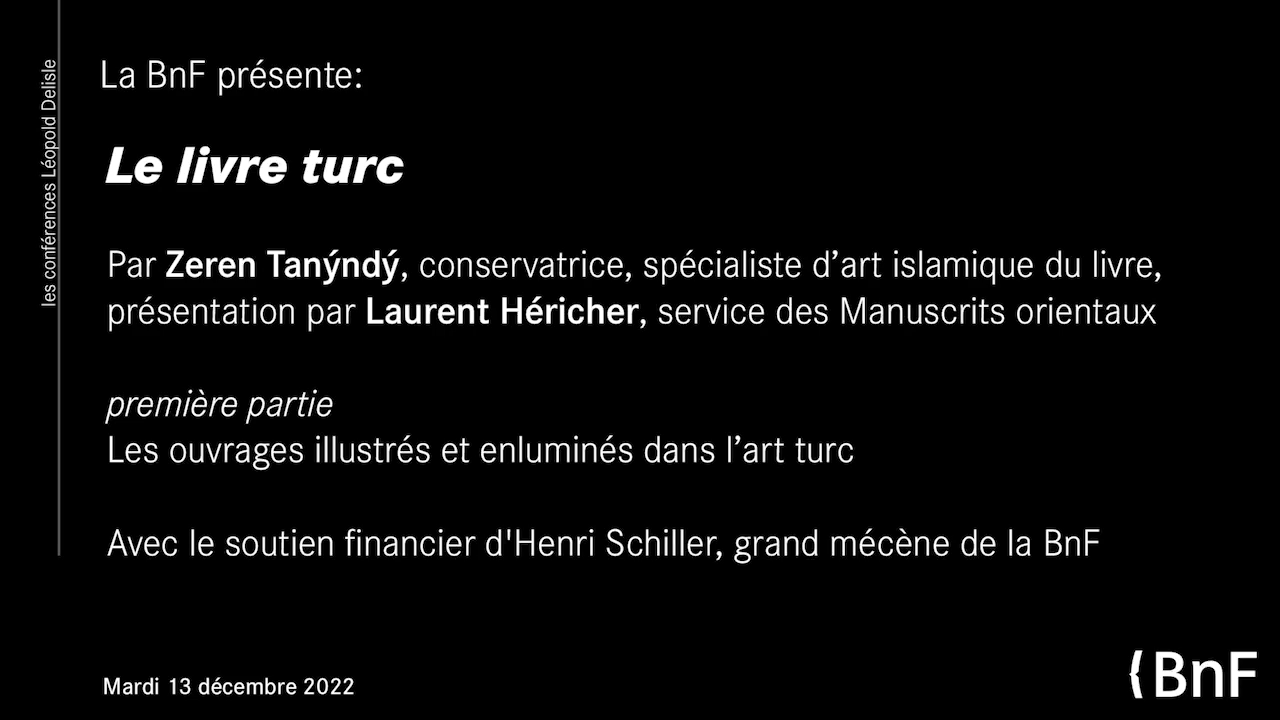 les conférences Léopold Delisle
La BnF présente:
Le livre turc
Par Zeren Tanýndý, conservatrice, spécialiste d’art islamique du livre,
présentation par Laurent Héricher, service des Manuscrits orientaux
première partie
Les ouvrages illustrés et enluminés dans l’art turc
Avec le soutien financier d'Henri Schiller, grand mécène de la BnF
Mardi 13 décembre 2022
{BnF